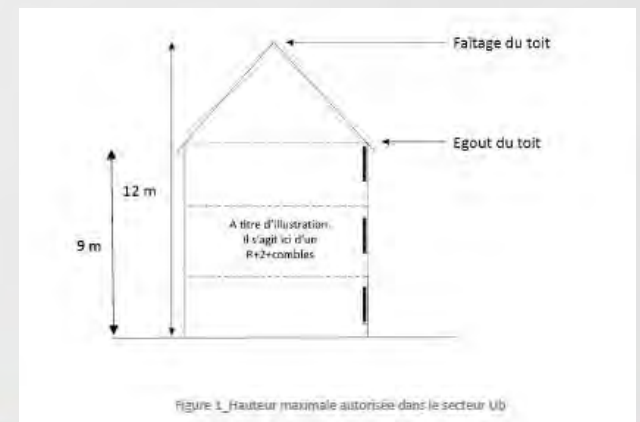 Faîtage du toit
Egout du toit
12 m
9 m
A titre d'illustration.
Il s'agit ici d'un
R+2+combles
Figure 1_Hauteur maximale autorisée dans le secteur Ub